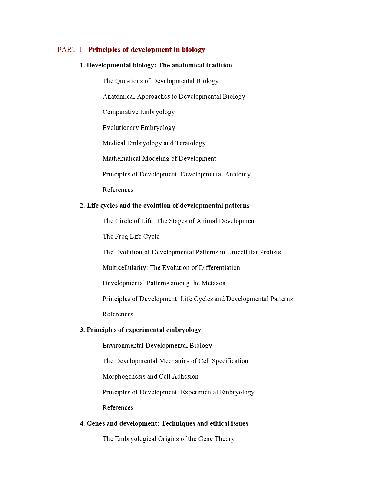 PART 1. Principles of development in biology
1. Developmental biology: The anatomical tradition
The Questions of Developmental Biology
Anatomical Approaches to Developmental Biology
Comparative Embryology
Evolutionary Embryology
Medical Embryology and Teratology
Mathematical Modeling of Development
Principles of Development: Developmental Anatomy
References
2. Life cycles and the evolution of developmental patterns
The Circle of Life: The Stages of Animal Development
The Frog Life Cycle
The Evolution of Developmental Patterns in Unicellular Protists
Multicellularity: The Evolution of Differentiation
Developmental Patterns among the Metazoa
Principles of Development: Life Cycles and Developmental Patterns
References
3. Principles of experimental embryology
Environmental Developmental Biology
The Developmental Mechanics of Cell Specification
Morphogenesis and Cell Adhesion
Principles of Development: Experimental Embryology
References
4. Genes and development: Techniques and ethical issues
The Embryological Origins of the Gene Theory